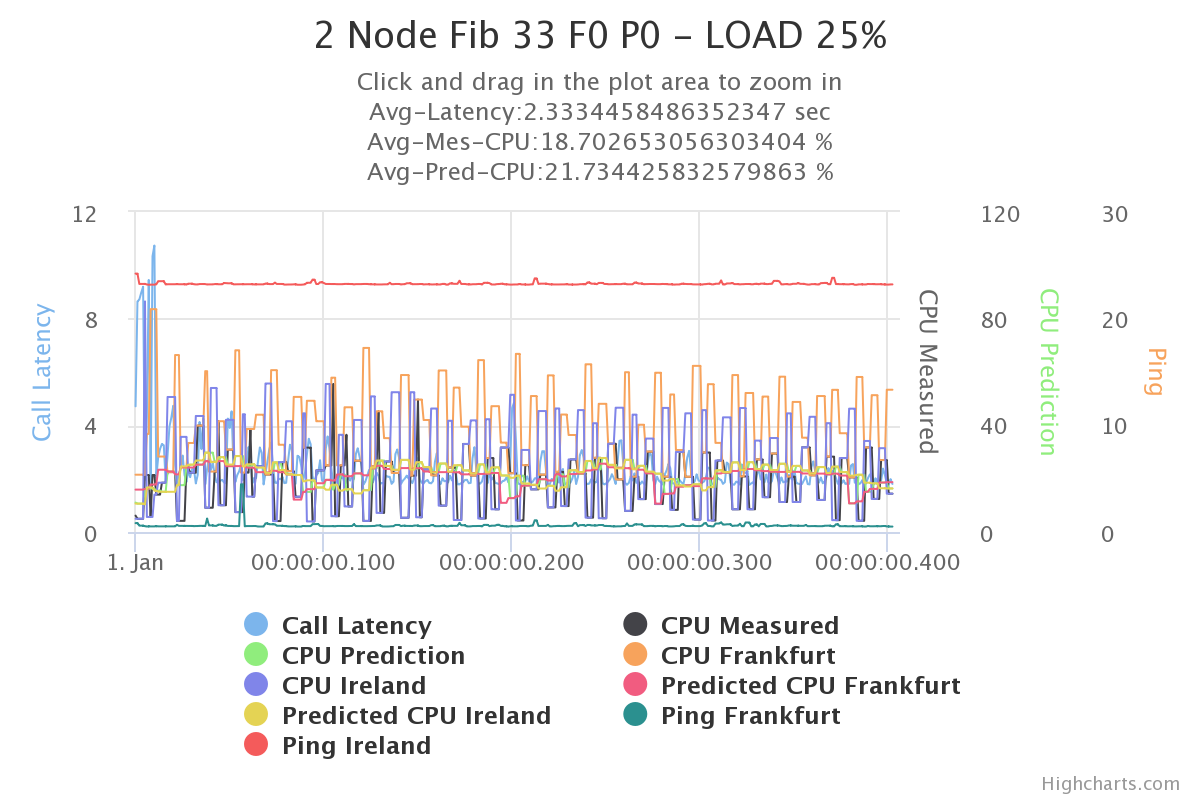 2 Node Fib 33 F0 P0 - LOAD 25%
Click and drag in the plot area to zoom in
Avg-Latency:2.3334458486352347 sec
Avg-Mes-CPU:18.702653056303404 %
Avg-Pred-CPU:21.734425832579863 %
Call Latency
12
8
4
0
CPU Measured
120
80
40
0
CPU Prediction
30
20
10
0
Ping
1. Jan
00:00:00.100
00:00:00.200
00:00:00.300
00:00:00.400
Call Latency
CPU Measured
CPU Prediction
CPU Frankfurt
CPU Ireland
Predicted CPU Frankfurt
Predicted CPU Ireland
Ping Frankfurt
Ping Ireland
Highcharts.com